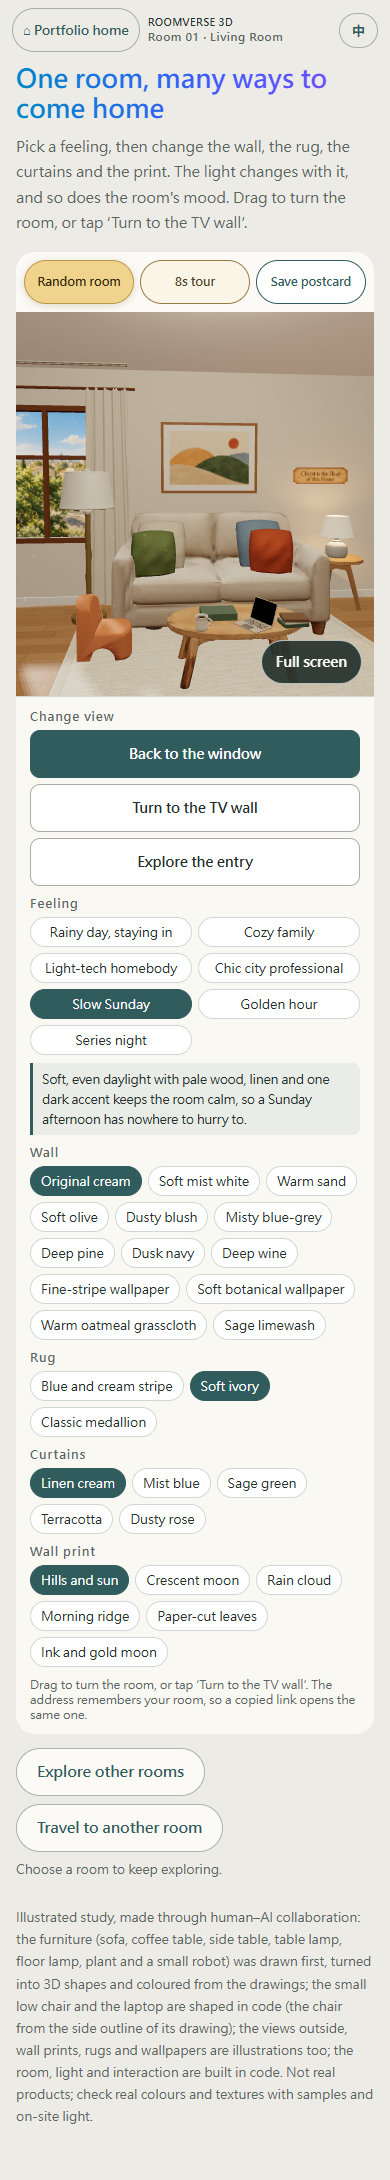 ⌂ Portfolio home
ROOMVERSE 3D
Room 01 · Living Room
中
One room, many ways to
come home
Pick a feeling, then change the wall, the rug, the
curtains and the print. The light changes with it,
and so does the room's mood. Drag to turn the
room, or tap ‘Turn to the TV wall’.
Random room
8s tour
Save postcard
Christ is the Head
of this House
Full screen
Change view
Back to the window
Turn to the TV wall
Explore the entry
Feeling
Rainy day, staying in
Cozy family
Light-tech homebody
Chic city professional
Slow Sunday
Golden hour
Series night
Soft, even daylight with pale wood, linen and one
dark accent keeps the room calm, so a Sunday
afternoon has nowhere to hurry to.
Wall
Original cream
Soft mist white
Warm sand
Soft olive
Dusty blush
Misty blue-grey
Deep pine
Dusk navy
Deep wine
Fine-stripe wallpaper
Soft botanical wallpaper
Warm oatmeal grasscloth
Sage limewash
Rug
Blue and cream stripe
Soft ivory
Classic medallion
Curtains
Linen cream
Mist blue
Sage green
Terracotta
Dusty rose
Wall print
Hills and sun
Crescent moon
Rain cloud
Morning ridge
Paper-cut leaves
Ink and gold moon
Drag to turn the room, or tap ‘Turn to the TV wall’. The
address remembers your room, so a copied link opens the
same one.
Explore other rooms
Travel to another room
Choose a room to keep exploring.
Illustrated study, made through human–AI collaboration:
the furniture (sofa, coffee table, side table, table lamp,
floor lamp, plant and a small robot) was drawn first, turned
into 3D shapes and coloured from the drawings; the small
low chair and the laptop are shaped in code (the chair
from the side outline of its drawing); the views outside,
wall prints, rugs and wallpapers are illustrations too; the
room, light and interaction are built in code. Not real
products; check real colours and textures with samples and
on-site light.